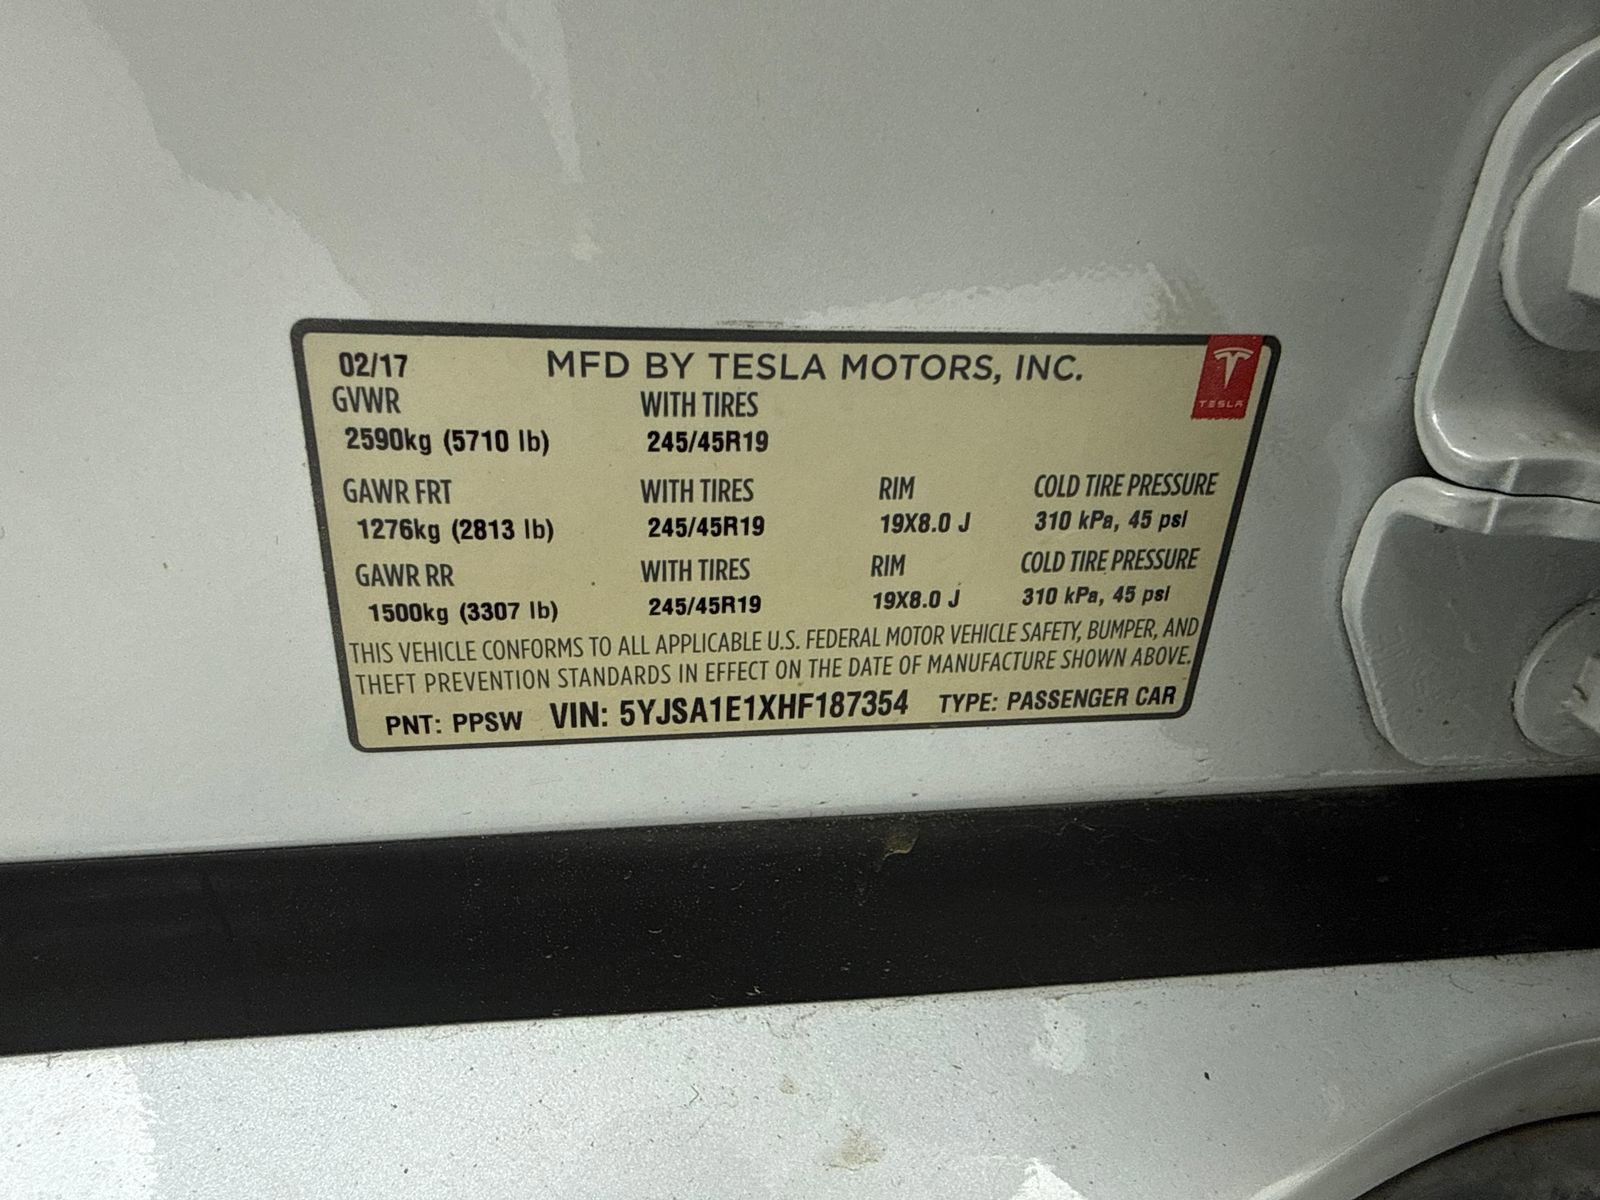 02/17 MFD BY TESLA MOTORS, INC.
TESLA
GVWR WITH TIRES
2590kg (5710 lb) 245/45R19
GAWR FRT WITH TIRES RIM COLD TIRE PRESSURE
1276kg (2813 lb) 245/45R19 19X8.0 J 310 kPa, 45 psi
GAWR RR WITH TIRES RIM COLD TIRE PRESSURE
1500kg (3307 lb) 245/45R19 19X8.0 J 310 kPa, 45 psi
THIS VEHICLE CONFORMS TO ALL APPLICABLE U.S. FEDERAL MOTOR VEHICLE SAFETY, BUMPER, AND
THEFT PREVENTION STANDARDS IN EFFECT ON THE DATE OF MANUFACTURE SHOWN ABOVE.
PNT: PPSW VIN: 5YJSA1E1XHF187354 TYPE: PASSENGER CAR